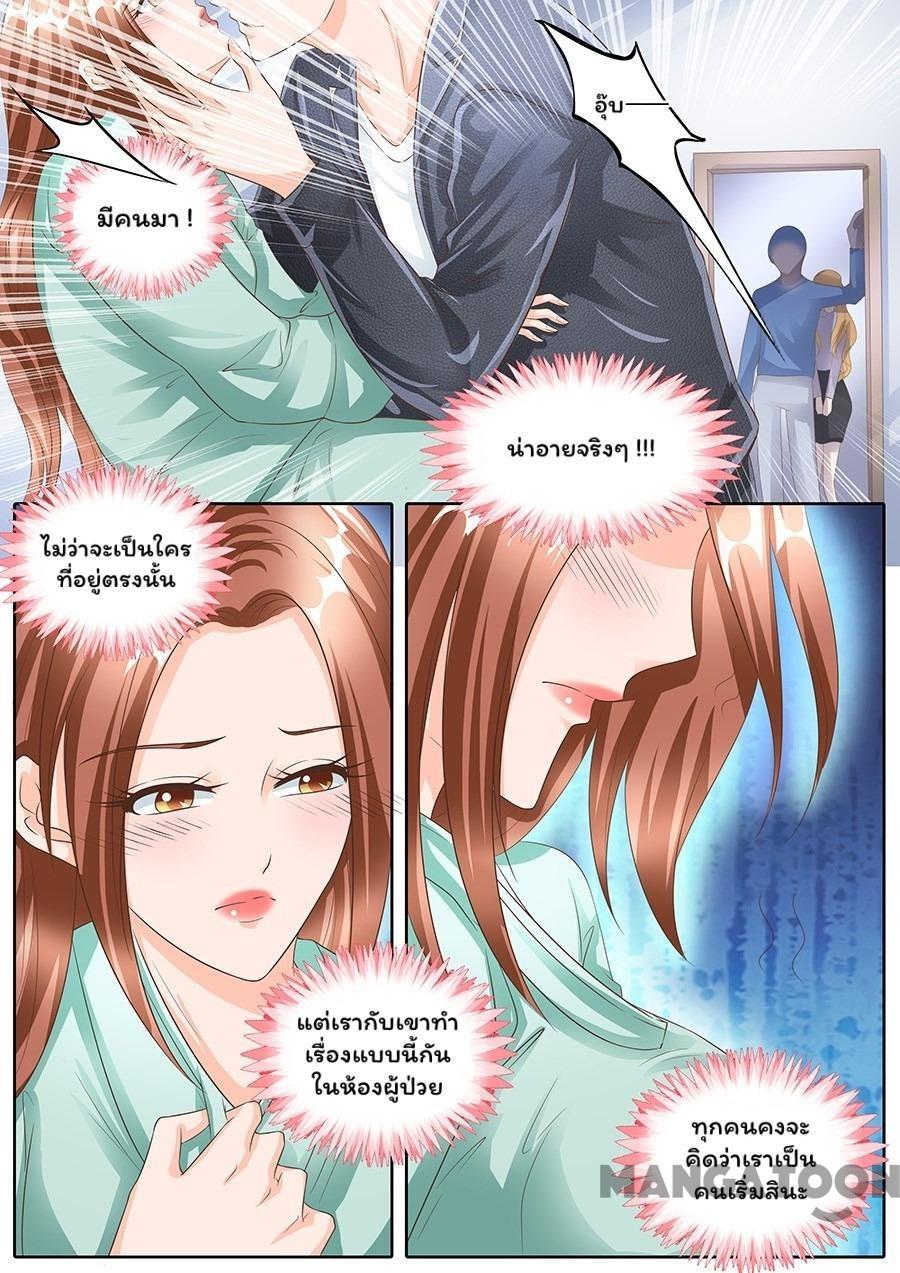 อุ๊บ——
มีคนมา !
น่าอายจริงๆ !!!
ไม่ว่าจะเป็นใคร
ที่อยู่ตรงนั้น
แต่เรากับเขาทำ
เรื่องแบบนี้กัน
ในห้องผู้ป่วย
ทุกคนคงจะ
คิดว่าเราเป็น
คนเริ่มสินะ
MANGATOON